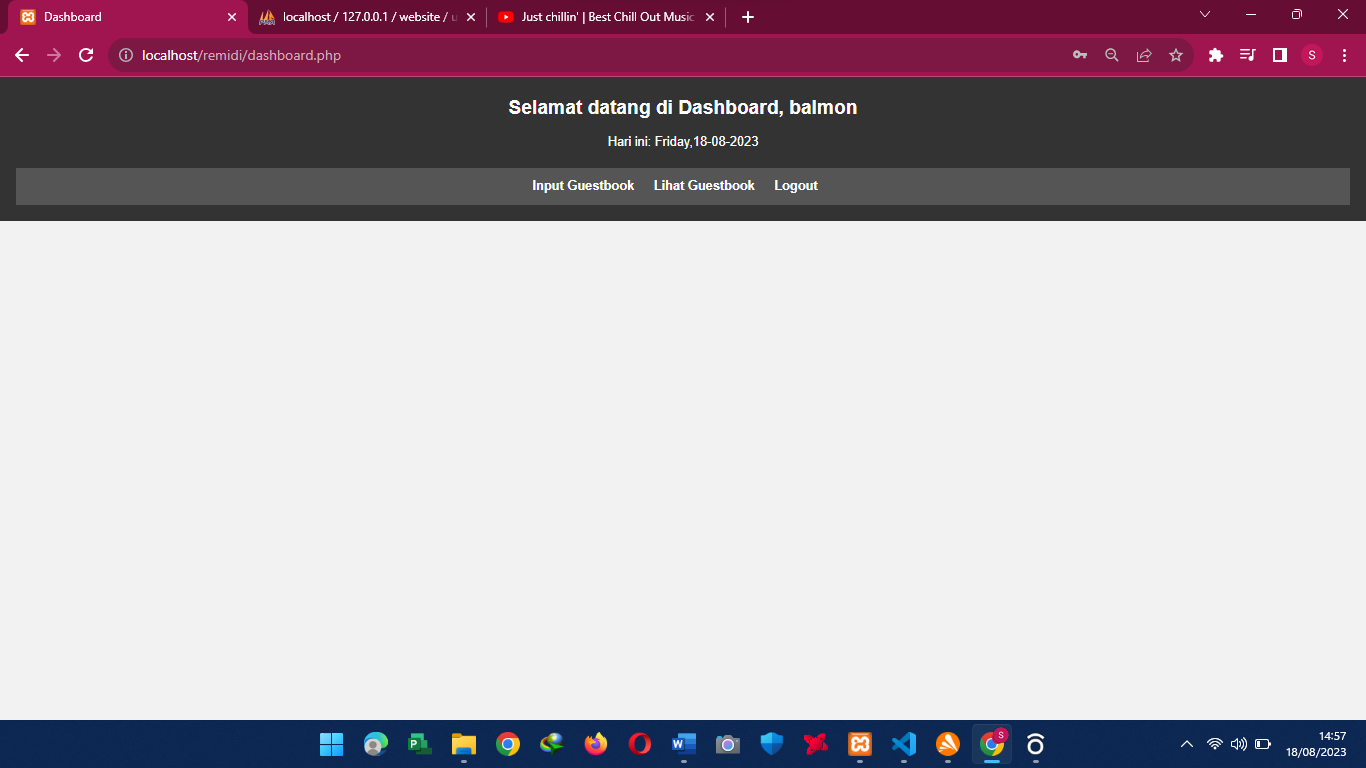 Dashboard
localhost / 127.0.0.1 / website / u
Just chillin' | Best Chill Out Music
localhost/remidi/dashboard.php
S
Selamat datang di Dashboard, balmon
Hari ini: Friday,18-08-2023
Input Guestbook Lihat Guestbook Logout
S
14:57
18/08/2023